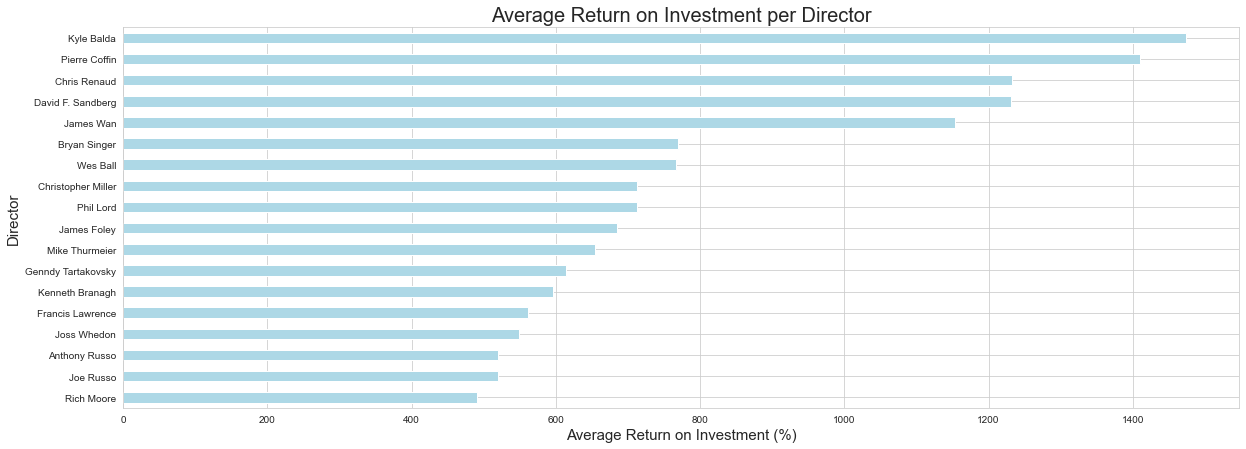 Average Return on Investment per Director
Director
Kyle Balda
Pierre Coffin
Chris Renaud
David F. Sandberg
James Wan
Bryan Singer
Wes Ball
Christopher Miller
Phil Lord
James Foley
Mike Thurmeier
Genndy Tartakovsky
Kenneth Branagh
Francis Lawrence
Joss Whedon
Anthony Russo
Joe Russo
Rich Moore
0 200 400 600 800 1000 1200 1400
Average Return on Investment (%)